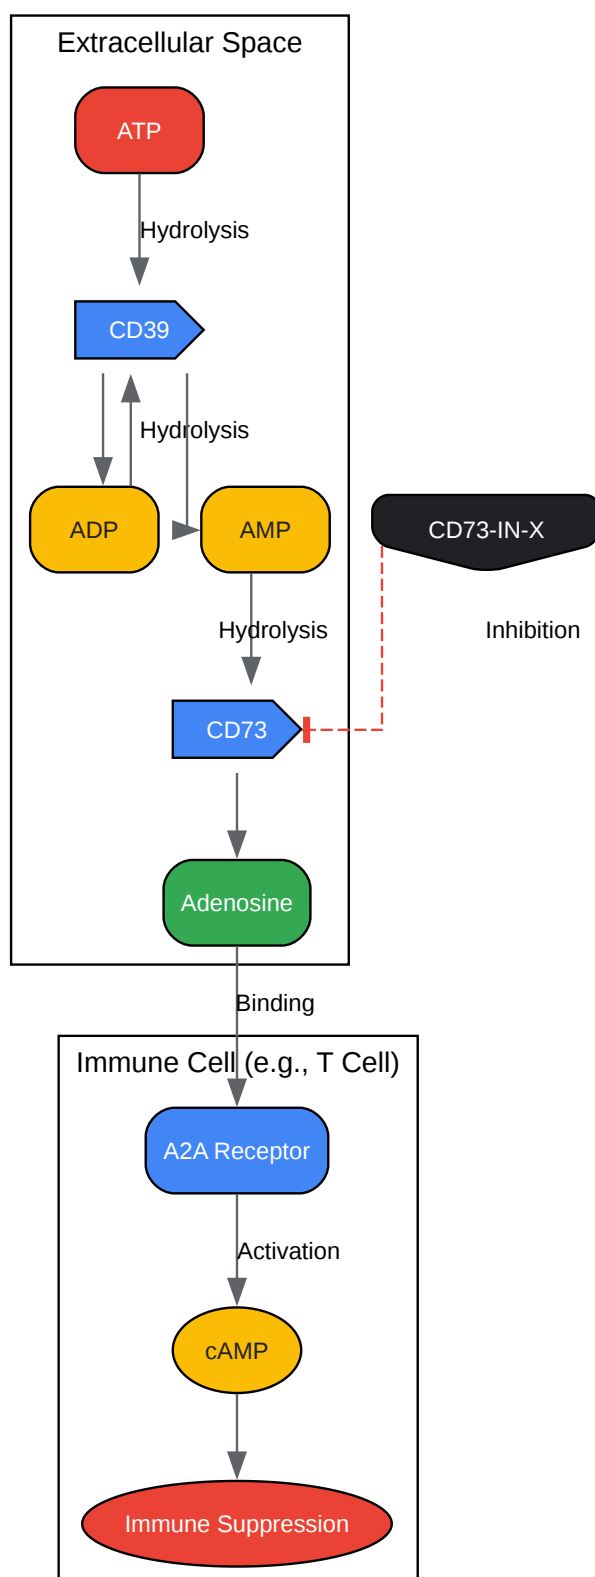 Extracellular Space
ATP
Hydrolysis
CD39
Hydrolysis
ADP
AMP
CD73-IN-X
Hydrolysis
Inhibition
CD73
Adenosine
Binding
Immune Cell (e.g., T Cell)
A2A Receptor
Activation
cAMP
Immune Suppression